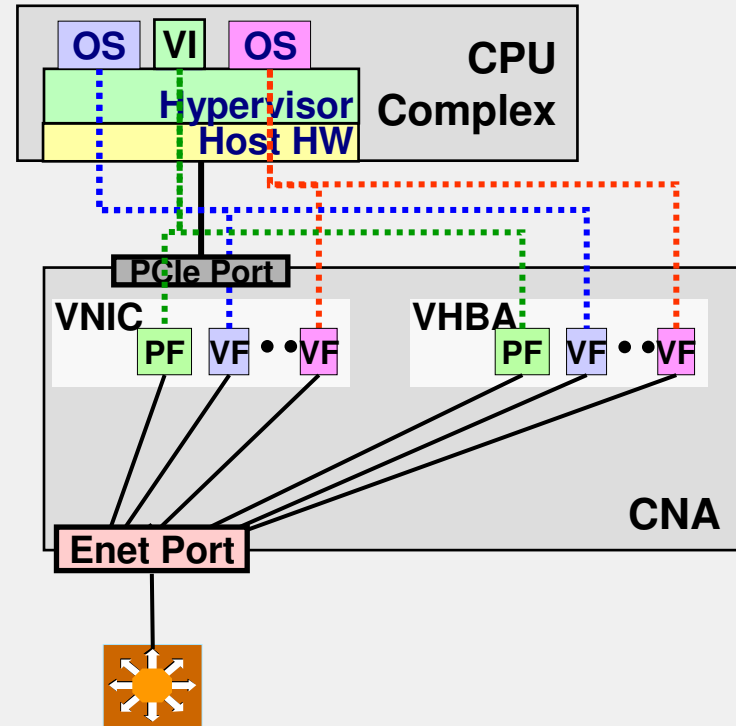 OS VI OS
CPU
Complex
Hypervisor
Host HW
PCIe Port
VNIC
PF VF •• VF
VHBA
PF VF •• VF
CNA
Enet Port